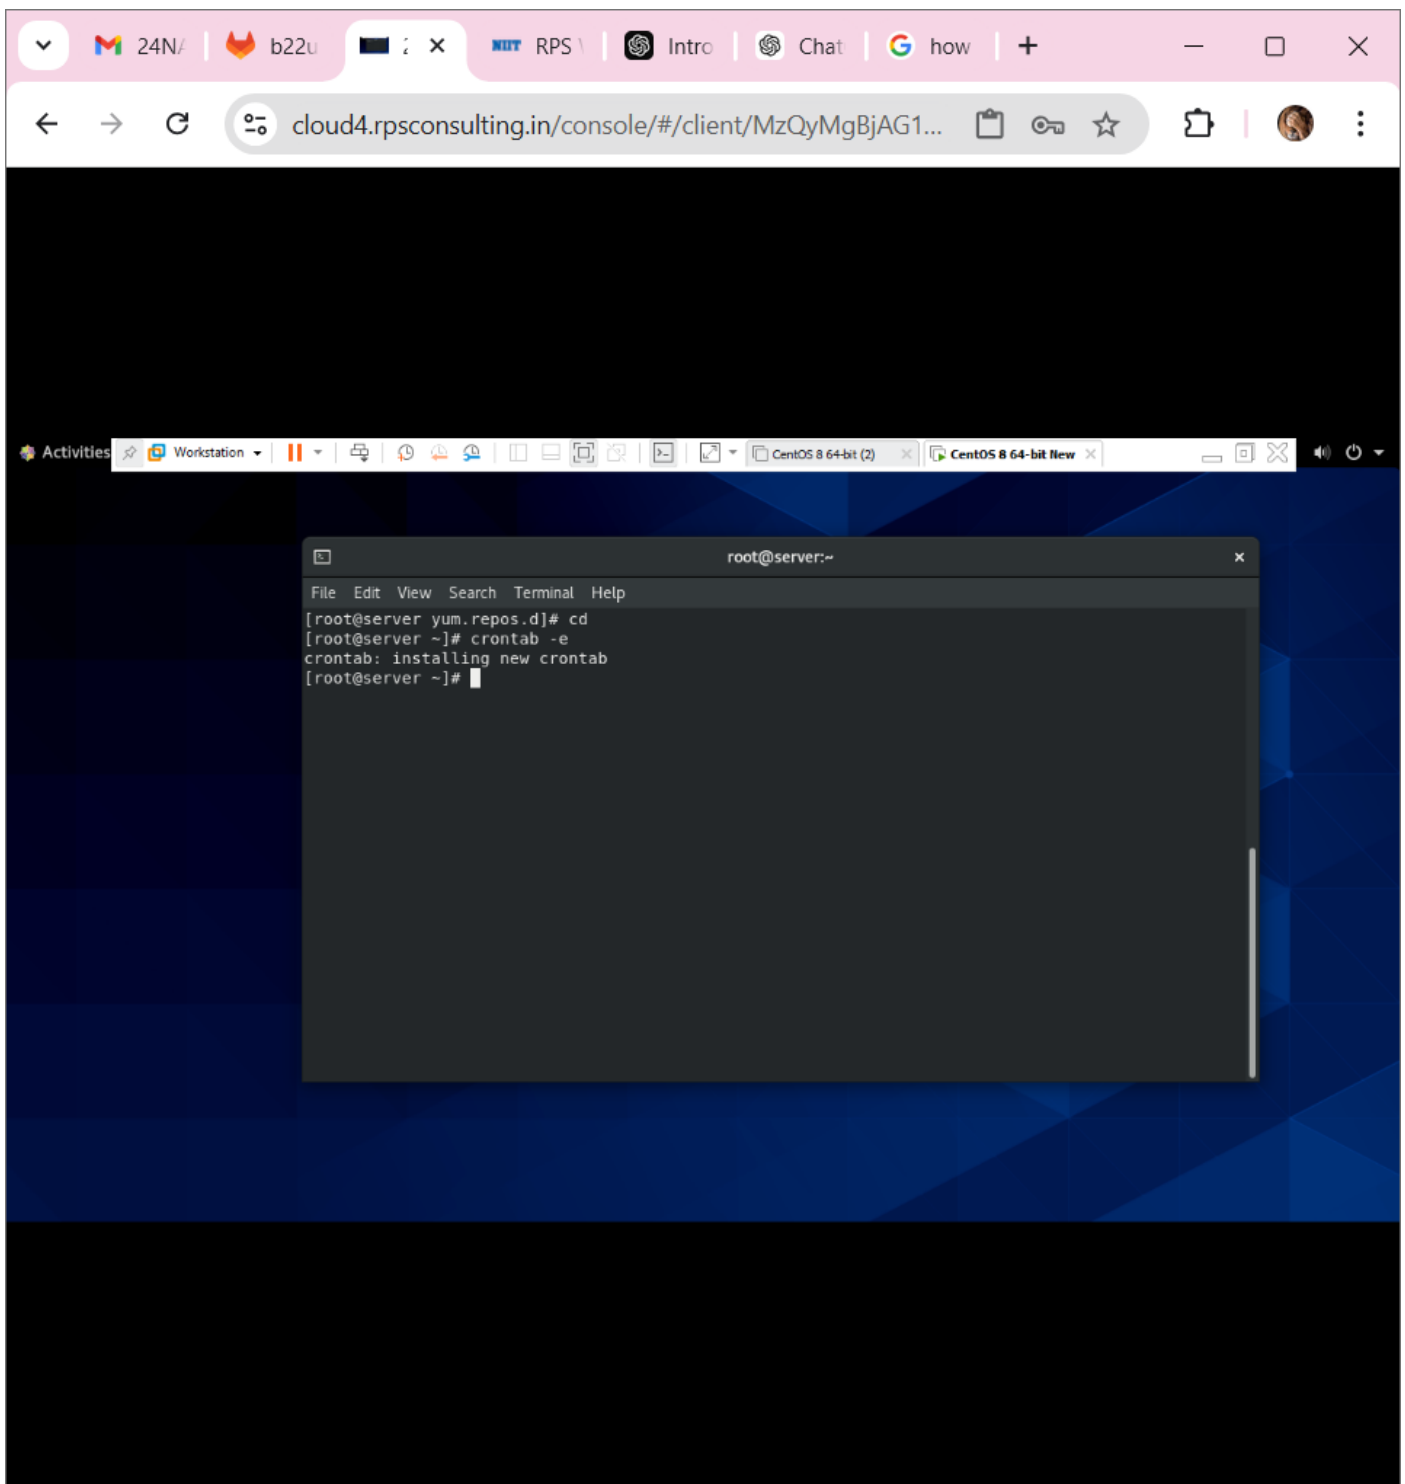 24N
b22u
NIIT RPS
Intro
Chat
G how
cloud4.rpsconsulting.in/console/#/client/MzQyMgBjAG1...
Activities
Workstation
CentOS 8 64-bit (2)
CentOS 8 64-bit New
root@server:~
File Edit View Search Terminal Help
[root@server yum.repos.d]# cd
[root@server ~]# crontab -e
crontab: installing new crontab
[root@server ~]#